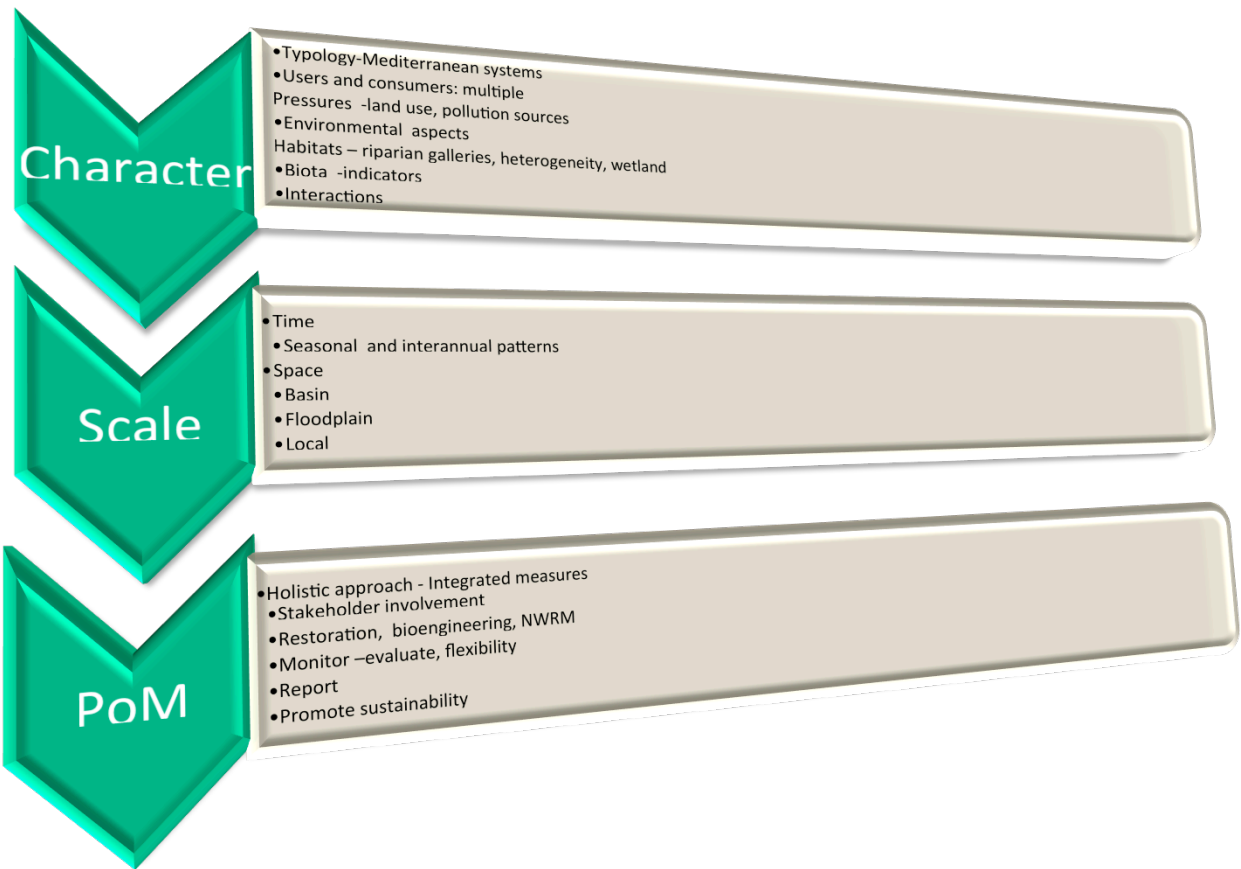 Character
•Typology-Mediterranean systems
•Users and consumers: multiple
Pressures -land use, pollution sources
•Environmental aspects
Habitats – riparian galleries, heterogeneity, wetland
•Biota -indicators
•Interactions
Scale
•Time
•Seasonal and interannual patterns
•Space
•Basin
•Floodplain
•Local
PoM
•Holistic approach - Integrated measures
•Stakeholder involvement
•Restoration, bioengineering, NWRM
•Monitor –evaluate, flexibility
•Report
•Promote sustainability